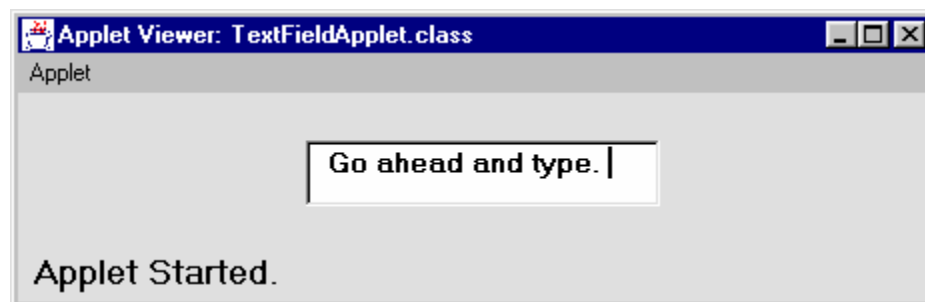 Applet Viewer: TextFieldApplet.class
Applet
Go ahead and type.
Applet Started.